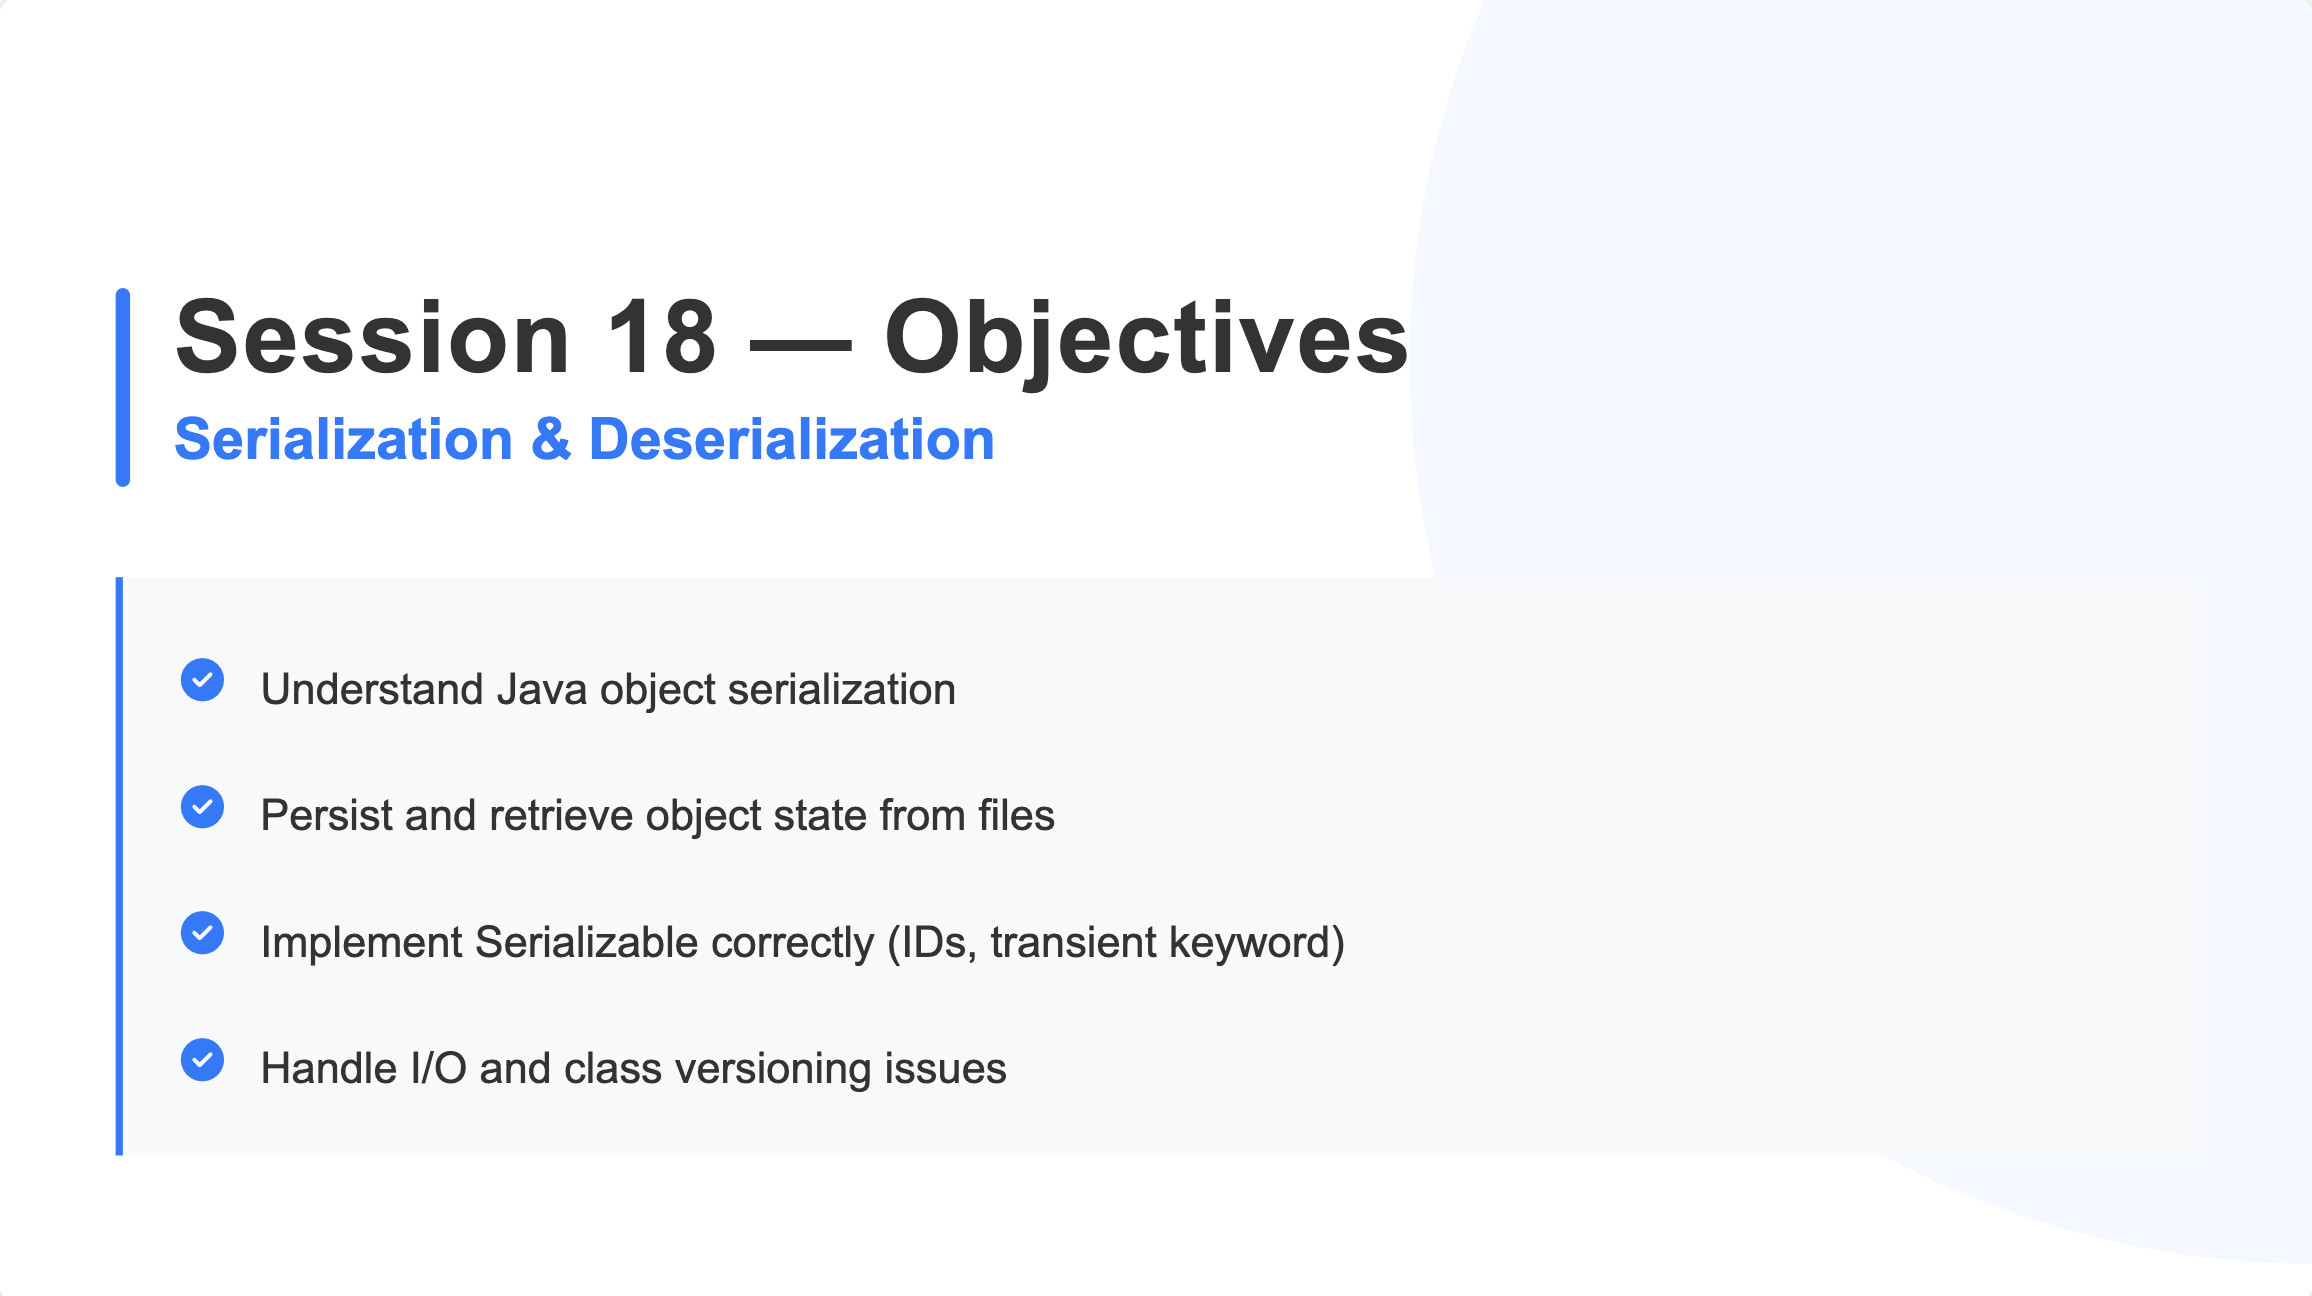 Session 18 — Objectives
Serialization & Deserialization
Understand Java object serialization
Persist and retrieve object state from files
Implement Serializable correctly (IDs, transient keyword)
Handle I/O and class versioning issues